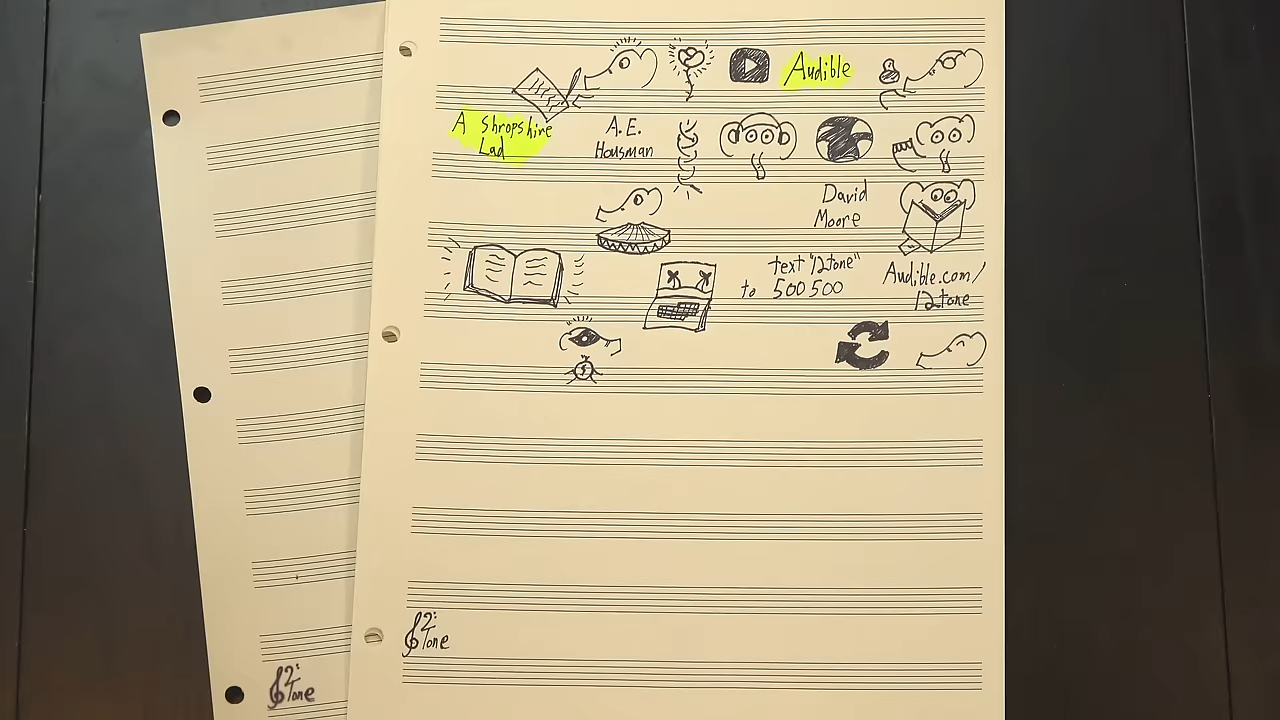 Audible
A Shropshire
Lad
A.E.
Housman
David
Moore
text "12tone"
to 500500
Audible.com/
12tone
12tone
12tone